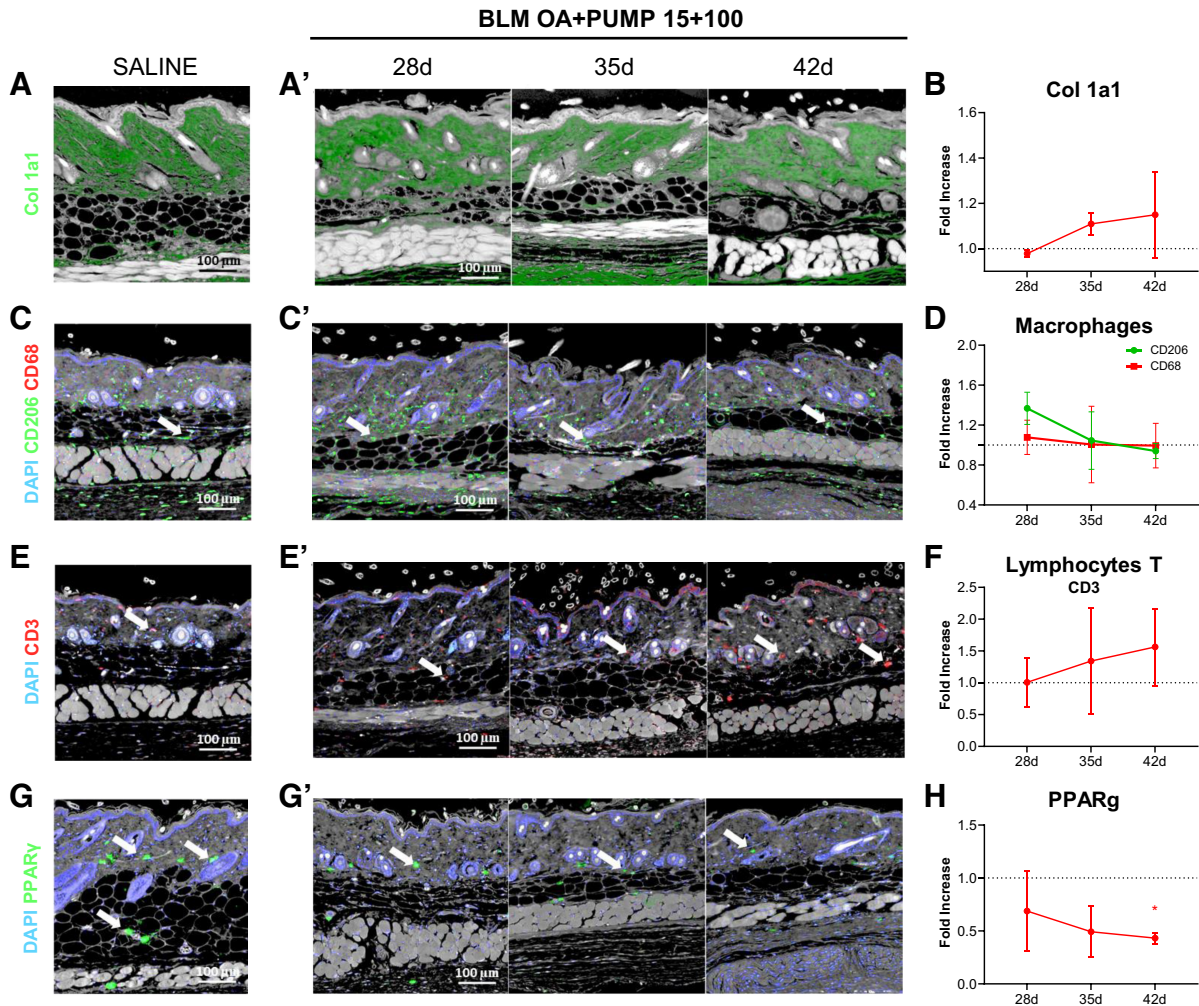 BLM OA+PUMP 15+100
SALINE
28d
35d
42d
A
A'
B
Col 1a1
Col 1a1
100 µm
100 µm
Fold Increase
1.6
1.4
1.2
1.0
28d
35d
42d
C
C'
D
DAPI CD206 CD68
100 µm
100 µm
Macrophages
CD206
CD68
Fold Increase
2.0
1.6
1.2
0.8
0.4
28d
35d
42d
E
E'
F
DAPI CD3
100 µm
100 µm
Lymphocytes T
CD3
Fold Increase
2.5
2.0
1.5
1.0
0.5
0.0
28d
35d
42d
G
G'
H
DAPI PPARγ
100 µm
100 µm
PPARg
Fold Increase
1.5
1.0
0.5
0.0
*
28d
35d
42d